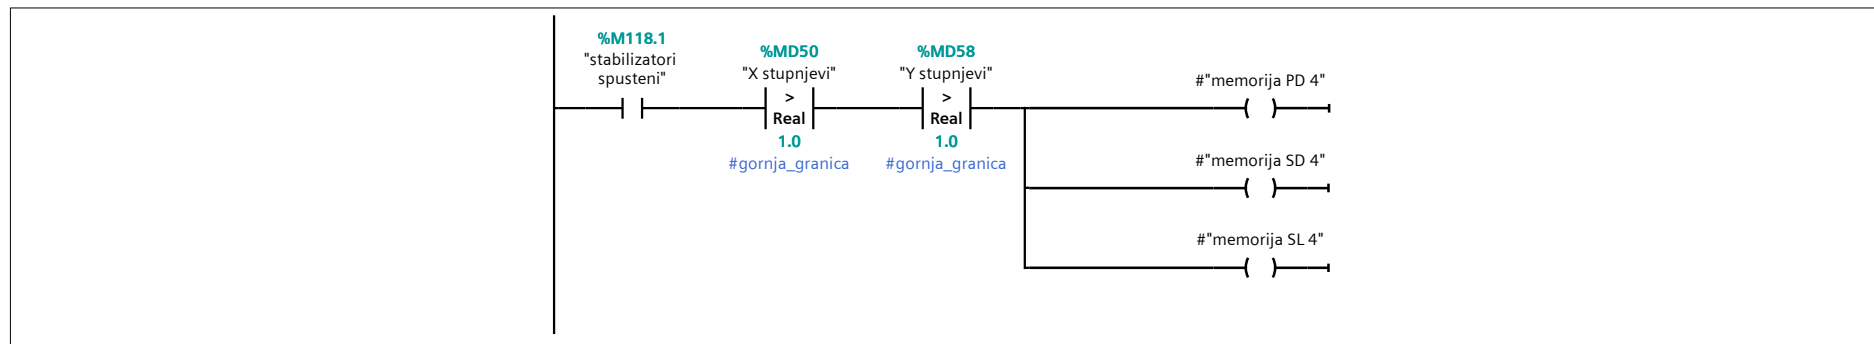 %M118.1
"stabilizatori
spusteni"
%MD50
"X stupnjevi"
>
Real
1.0
#gornja_granica
%MD58
"Y stupnjevi"
>
Real
1.0
#gornja_granica
#"memorija PD 4"
#"memorija SD 4"
#"memorija SL 4"